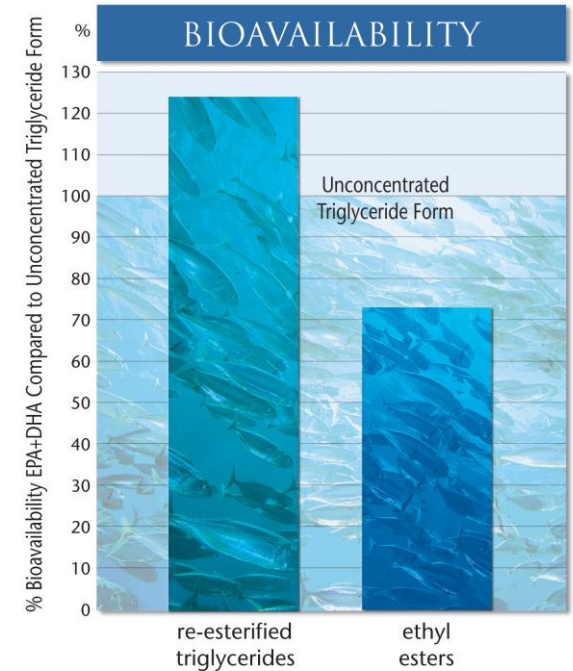 %
BIOAVAILABILITY
% Bioavailability EPA+DHA Compared to Unconcentrated Triglyceride Form
130
120
110
100
90
80
70
60
50
40
30
20
10
0
Unconcentrated
Triglyceride Form
re-esterified
triglycerides
ethyl
esters